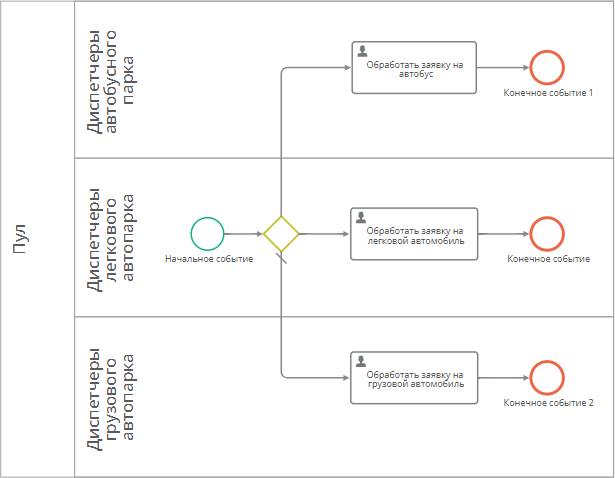 Пул
Диспетчеры
автобусного
парка
Обработать заявку на
автобус
Конечное событие 1
Диспетчеры
легкового
автопарка
Начальное событие
Обработать заявку на
легковой автомобиль
Конечное событие
Диспетчеры
грузового
автопарка
Обработать заявку на
грузовой автомобиль
Конечное событие 2